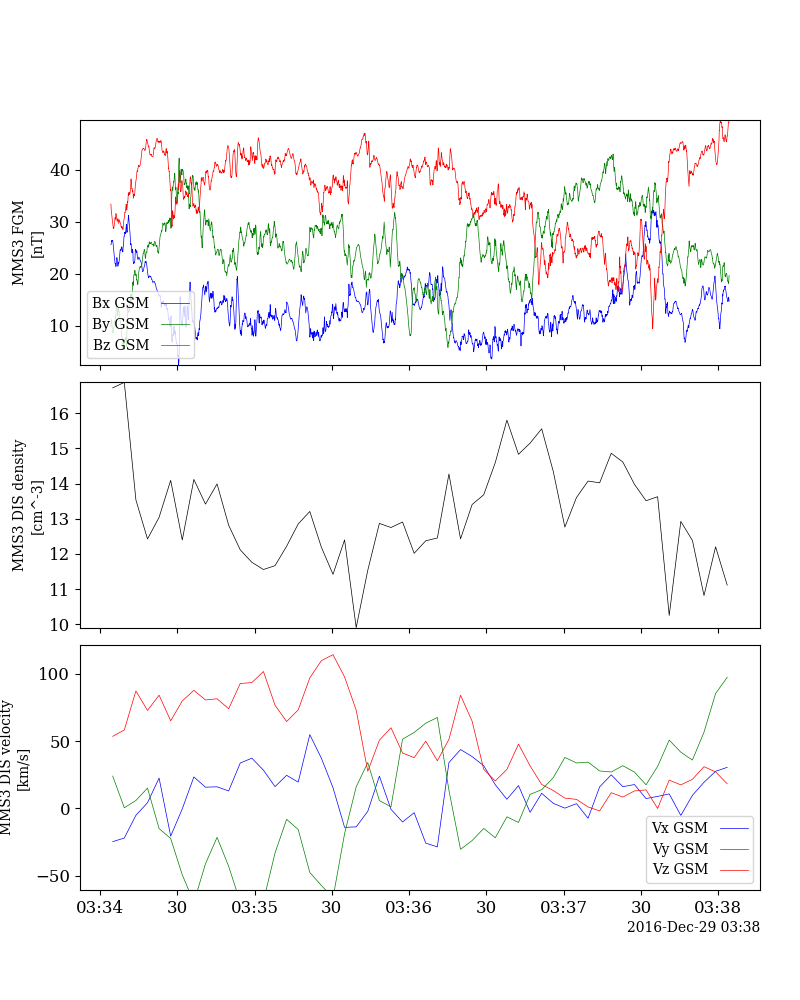 40
30
20
10
MMS3 FGM
[nT]
Bx GSM
By GSM
Bz GSM
16
15
14
13
12
11
10
MMS3 DIS density
[cm^-3]
100
50
0
−50
MMS3 DIS velocity
[km/s]
Vx GSM
Vy GSM
Vz GSM
03:34 30 03:35 30 03:36 30 03:37 30 03:38
2016-Dec-29 03:38